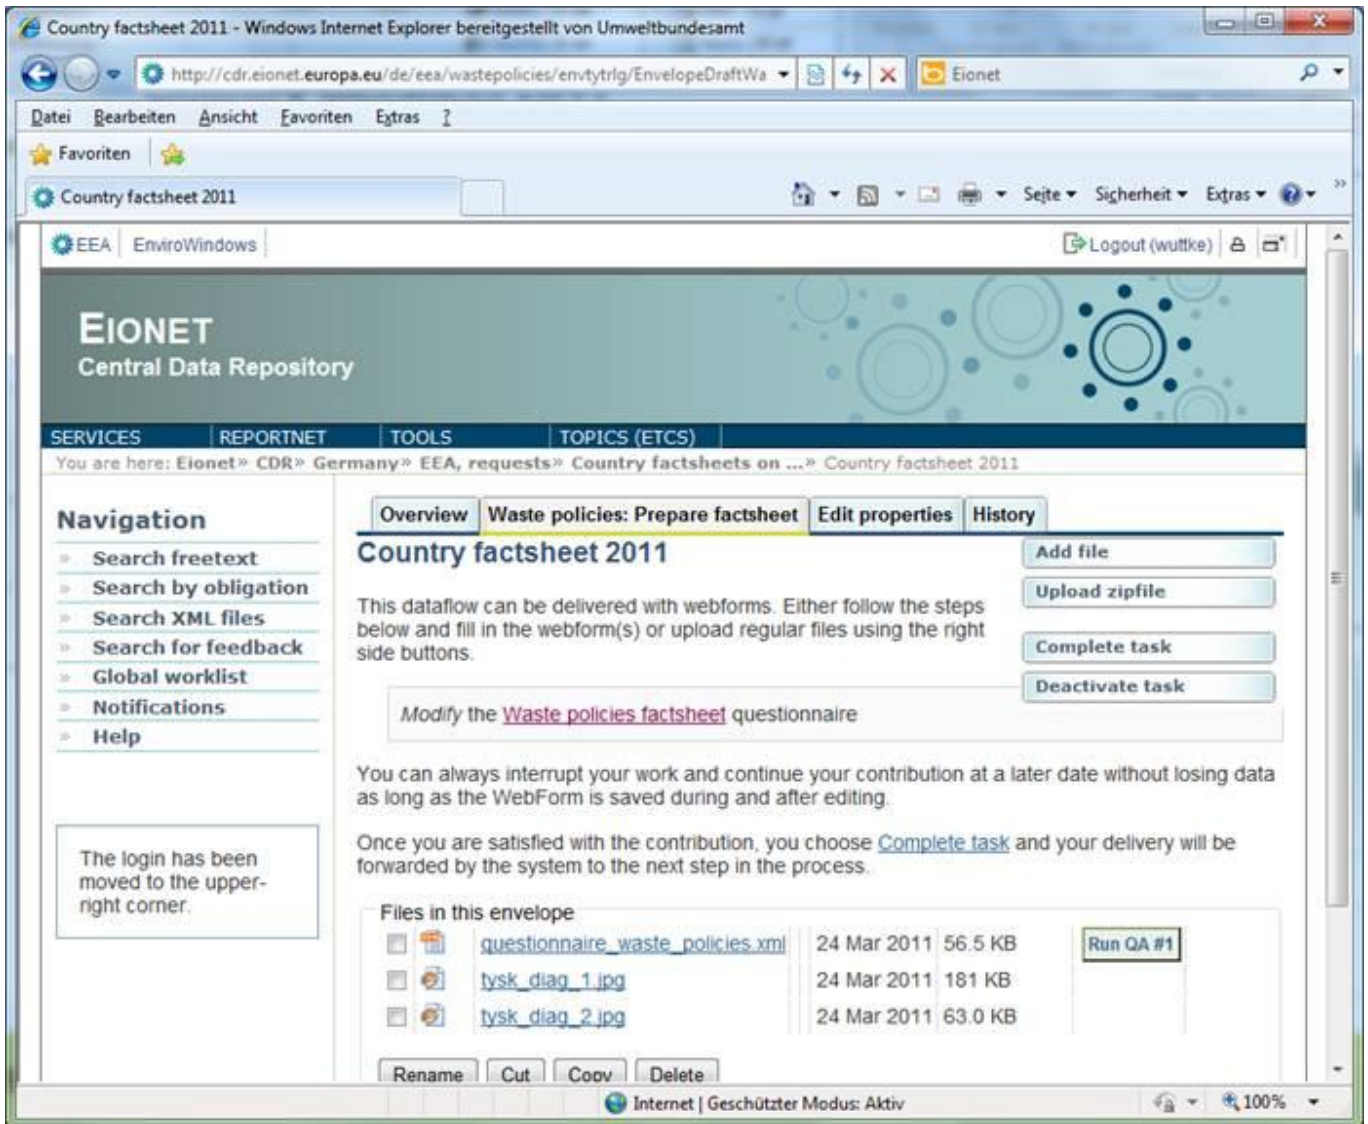 Country factsheet 2011 - Windows Internet Explorer bereitgestellt von Umweltbundesamt
http://cdr.eionet.europa.eu/de/eea/wastepolicies/envtytrlg/EnvelopeDraftWa
Eionet
Datei Bearbeiten Ansicht Favoriten Extras ?
Favoriten
Country factsheet 2011
Seite Sicherheit Extras
EEA EnviroWindows
Logout (wuttke)
EIONET
Central Data Repository
SERVICES REPORTNET TOOLS TOPICS (ETCS)
You are here: Eionet» CDR» Germany» EEA, requests» Country factsheets on ...» Country factsheet 2011
Navigation
» Search freetext
» Search by obligation
» Search XML files
» Search for feedback
» Global worklist
» Notifications
» Help
The login has been
moved to the upper-
right corner.
Overview Waste policies: Prepare factsheet Edit properties History
Country factsheet 2011
Add file
Upload zipfile
Complete task
Deactivate task
This dataflow can be delivered with webforms. Either follow the steps
below and fill in the webform(s) or upload regular files using the right
side buttons.
Modify the Waste policies factsheet questionnaire
You can always interrupt your work and continue your contribution at a later date without losing data
as long as the WebForm is saved during and after editing.
Once you are satisfied with the contribution, you choose Complete task and your delivery will be
forwarded by the system to the next step in the process.
Files in this envelope
questionnaire_waste_policies.xml 24 Mar 2011 56.5 KB Run QA #1
tysk_diag_1.jpg 24 Mar 2011 181 KB
tysk_diag_2.jpg 24 Mar 2011 63.0 KB
Rename Cut Copy Delete
Internet | Geschützter Modus: Aktiv 100%